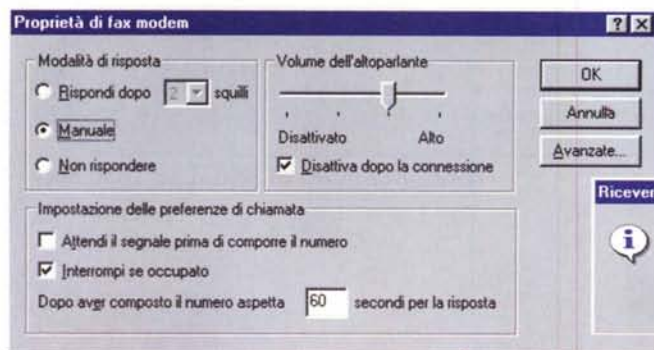 Proprietà di fax modem
Modalità di risposta
Rispondi dopo 2 squilli
Manuale
Non rispondere
Volume dell'altoparlante
Disattivato Alto
Disattiva dopo la connessione
OK
Annulla
Avanzate...
Impostazione delle preferenze di chiamata
Attendi il segnale prima di comporre il numero
Interrompi se occupato
Dopo aver composto il numero aspetta 60 secondi per la risposta
Ricever